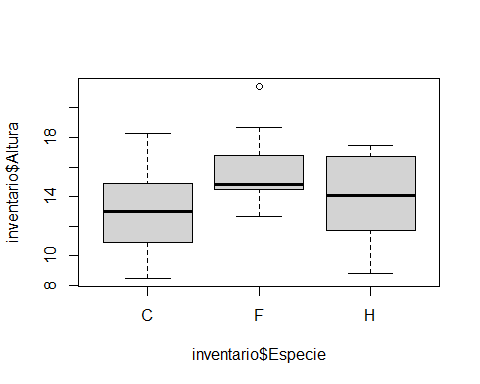 inventario$Altura
18
14
10
8
C F H
inventario$Especie